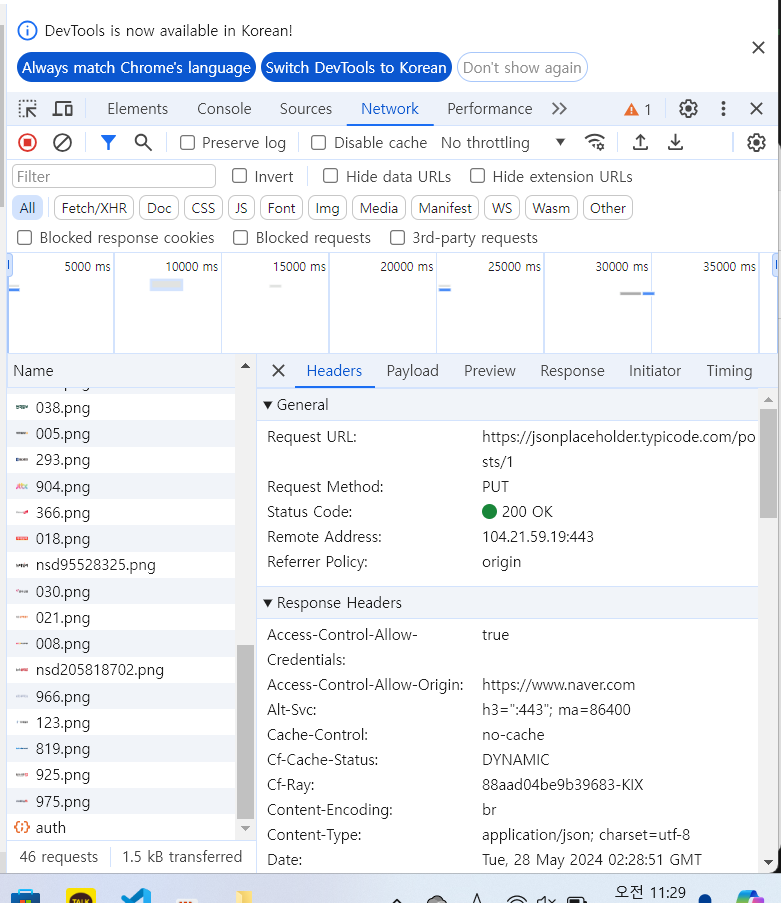 DevTools is now available in Korean!
Always match Chrome's language Switch DevTools to Korean Don't show again
Elements Console Sources Network Performance 1
Preserve log Disable cache No throttling
Filter Invert Hide data URLs Hide extension URLs
All Fetch/XHR Doc CSS JS Font Img Media Manifest WS Wasm Other
Blocked response cookies Blocked requests 3rd-party requests
5000 ms 10000 ms 15000 ms 20000 ms 25000 ms 30000 ms 35000 ms
Name
038.png
005.png
293.png
904.png
366.png
018.png
nsd95528325.png
030.png
021.png
008.png
nsd205818702.png
966.png
123.png
819.png
925.png
975.png
auth
46 requests 1.5 kB transferred
Headers Payload Preview Response Initiator Timing
General
Request URL: https://jsonplaceholder.typicode.com/po
sts/1
Request Method: PUT
Status Code: 200 OK
Remote Address: 104.21.59.19:443
Referrer Policy: origin
Response Headers
Access-Control-Allow- true
Credentials:
Access-Control-Allow-Origin: https://www.naver.com
Alt-Svc: h3=":443"; ma=86400
Cache-Control: no-cache
Cf-Cache-Status: DYNAMIC
Cf-Ray: 88aad04be9b39683-KIX
Content-Encoding: br
Content-Type: application/json; charset=utf-8
Date: Tue, 28 May 2024 02:28:51 GMT
TALK
오전 11:29